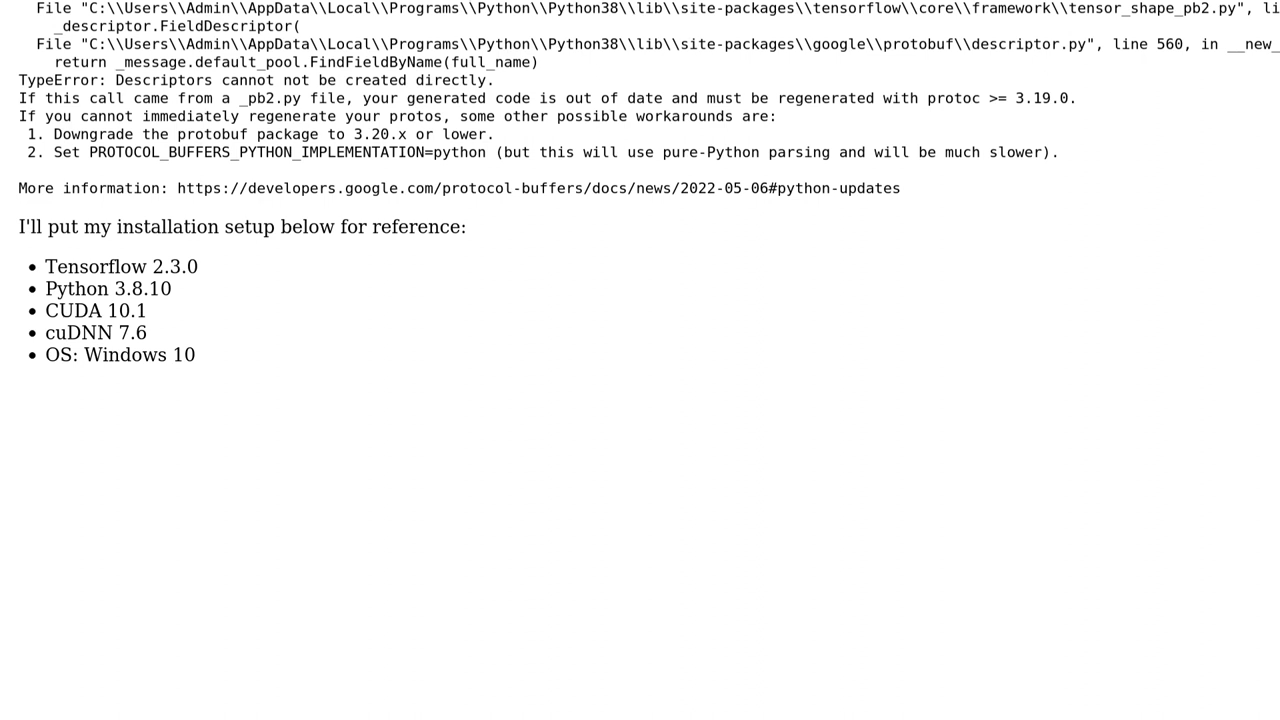 File "C:\\Users\\Admin\\AppData\\Local\\Programs\\Python\\Python38\\lib\\site-packages\\tensorflow\\core\\framework\\tensor_shape_pb2.py", li
_descriptor.FieldDescriptor(
File "C:\\Users\\Admin\\AppData\\Local\\Programs\\Python\\Python38\\lib\\site-packages\\google\\protobuf\\descriptor.py", line 560, in __new_
return _message.default_pool.FindFieldByName(full_name)
TypeError: Descriptors cannot not be created directly.
If this call came from a _pb2.py file, your generated code is out of date and must be regenerated with protoc >= 3.19.0.
If you cannot immediately regenerate your protos, some other possible workarounds are:
1. Downgrade the protobuf package to 3.20.x or lower.
2. Set PROTOCOL_BUFFERS_PYTHON_IMPLEMENTATION=python (but this will use pure-Python parsing and will be much slower).
More information: https://developers.google.com/protocol-buffers/docs/news/2022-05-06#python-updates
I'll put my installation setup below for reference:
• Tensorflow 2.3.0
• Python 3.8.10
• CUDA 10.1
• cuDNN 7.6
• OS: Windows 10